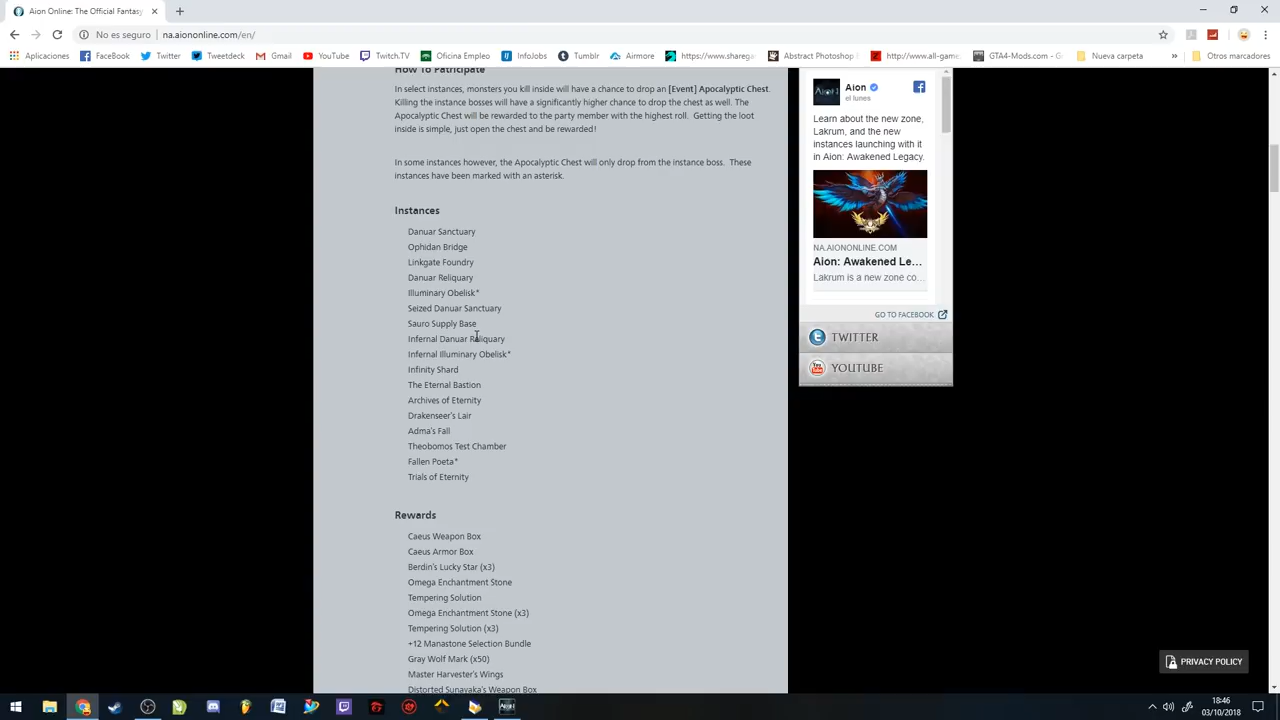 Aion Online: The Official Fantasy
No es seguro | na.aiononline.com/en/
Aplicaciones
FaceBook
Twitter
Tweetdeck
Gmail
YouTube
Twitch.TV
Oficina Empleo
InfoJobs
Tumblr
Airmore
https://www.shareg
Abstract Photoshop
http://www.all-game
GTA4-Mods.com - G
Nueva carpeta
»
Otros marcadores
How To Patricipate
In select instances, monsters you kill inside will have a chance to drop an [Event] Apocalyptic Chest.
Killing the instance bosses will have a significantly higher chance to drop the chest as well. The
Apocalyptic Chest will be rewarded to the party member with the highest roll. Getting the loot
inside is simple, just open the chest and be rewarded!
In some instances however, the Apocalyptic Chest will only drop from the instance boss. These
instances have been marked with an asterisk.
Instances
Danuar Sanctuary
Ophidan Bridge
Linkgate Foundry
Danuar Reliquary
Illuminary Obelisk*
Seized Danuar Sanctuary
Sauro Supply Base
Infernal Danuar Reliquary
Infernal Illuminary Obelisk*
Infinity Shard
The Eternal Bastion
Archives of Eternity
Drakenseer's Lair
Adma's Fall
Theobomos Test Chamber
Fallen Poeta*
Trials of Eternity
Rewards
Caeus Weapon Box
Caeus Armor Box
Berdin's Lucky Star (x3)
Omega Enchantment Stone
Tempering Solution
Omega Enchantment Stone (x3)
Tempering Solution (x3)
+12 Manastone Selection Bundle
Gray Wolf Mark (x50)
Master Harvester's Wings
Distorted Sunayaka's Weapon Box
Aion
el lunes
Learn about the new zone,
Lakrum, and the new
instances launching with it
in Aion: Awakened Legacy.
NA.AIONONLINE.COM
Aion: Awakened Le...
Lakrum is a new zone co...
GO TO FACEBOOK
TWITTER
YOUTUBE
PRIVACY POLICY
18:46
03/10/2018